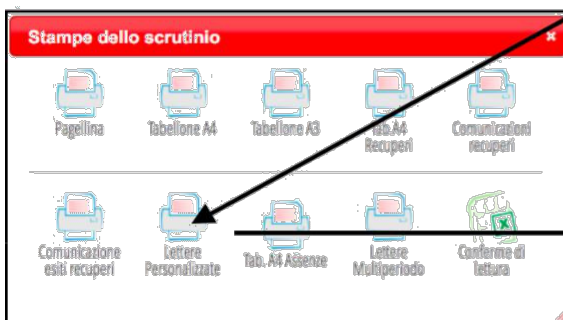 Stampe dello scrutinio
Pagellina
Tabellone A4
Tabellone A3
Tab.A4
Recuperi
Comunicazioni
recuperi
Comunicazione
esiti recuperi
Lettere
Personalizzate
Tab. A4 Assenze
Lettere
Multiperiodo
Conferme di
lettura